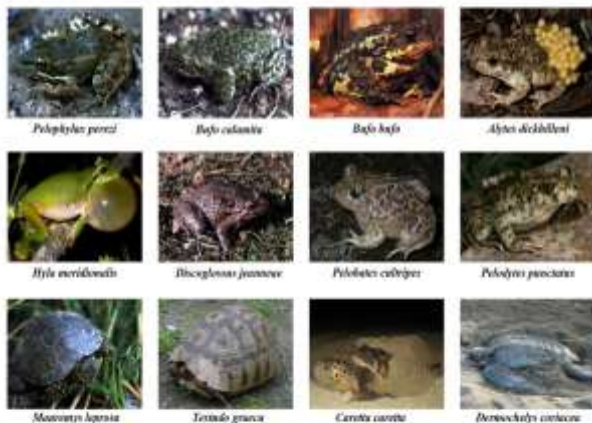 Pelophylax perezi
Bufo calamita
Bufo bufo
Alytes dickhilleni
Hyla meridionalis
Discoglossus jeanneae
Pelobates cultripes
Pelodytes punctatus
Mauremys leprosa
Testudo graeca
Caretta caretta
Dermochelys coriacea